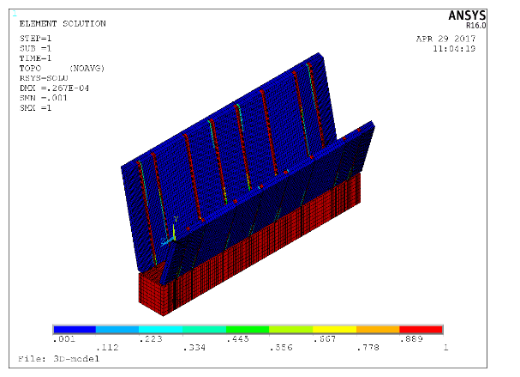 1
ELEMENT SOLUTION
ANSYS
R16.0
STEP=1
SUB =1
TIME=1
TOPO (NOAVG)
RSYS=SOLU
DMX =.267E-04
SMN =.001
SMX =1
APR 29 2017
11:04:19
Y
.001 .112 .223 .334 .445 .556 .667 .778 .889 1
File: 3D-model